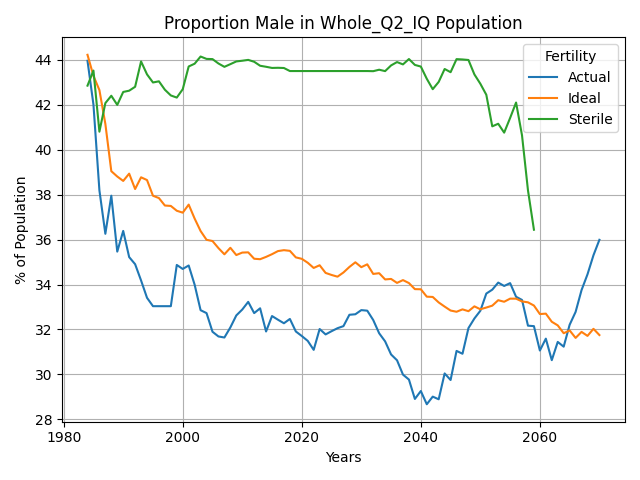 Proportion Male in Whole_Q2_IQ Population
% of Population
44
42
40
38
36
34
32
30
28
1980
2000
2020
2040
2060
Years
Fertility
Actual
Ideal
Sterile